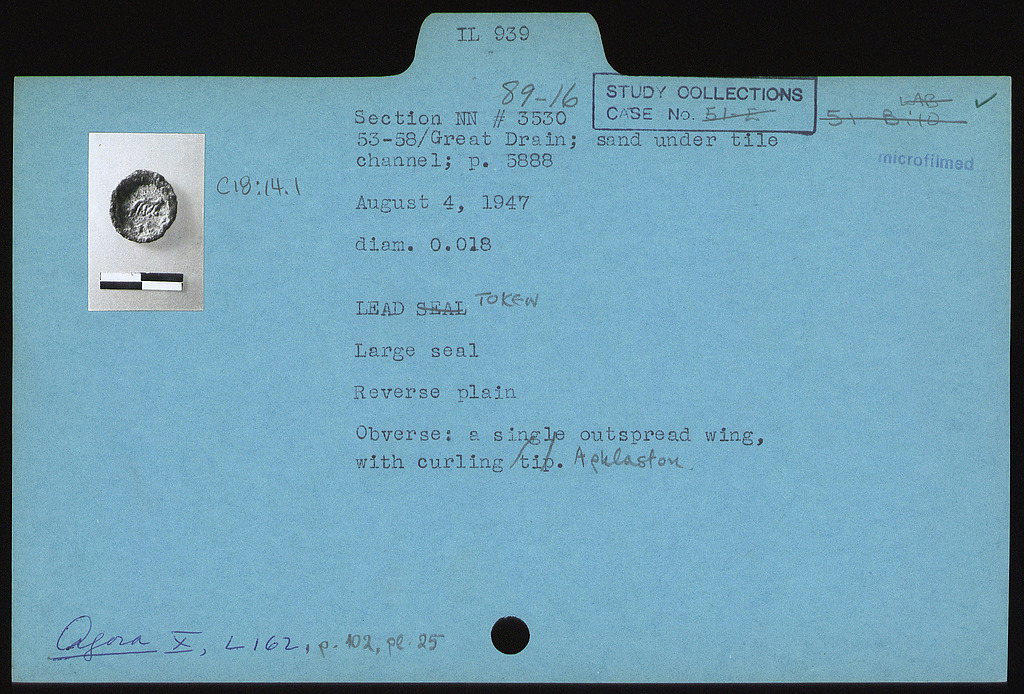 IL 939
89-16
STUDY COLLECTIONS
CASE No. 51-E
LAB
51 B:10
microfilmed
Section NN # 3530
53-58/Great Drain; sand under tile
channel; p. 5888
C18:14.1
August 4, 1947
diam. 0.018
LEAD SEAL TOKEN
Large seal
Reverse plain
Obverse: a single outspread wing,
with curling tip. Aphlaston.
Agora X, L162, p. 102, pl. 25